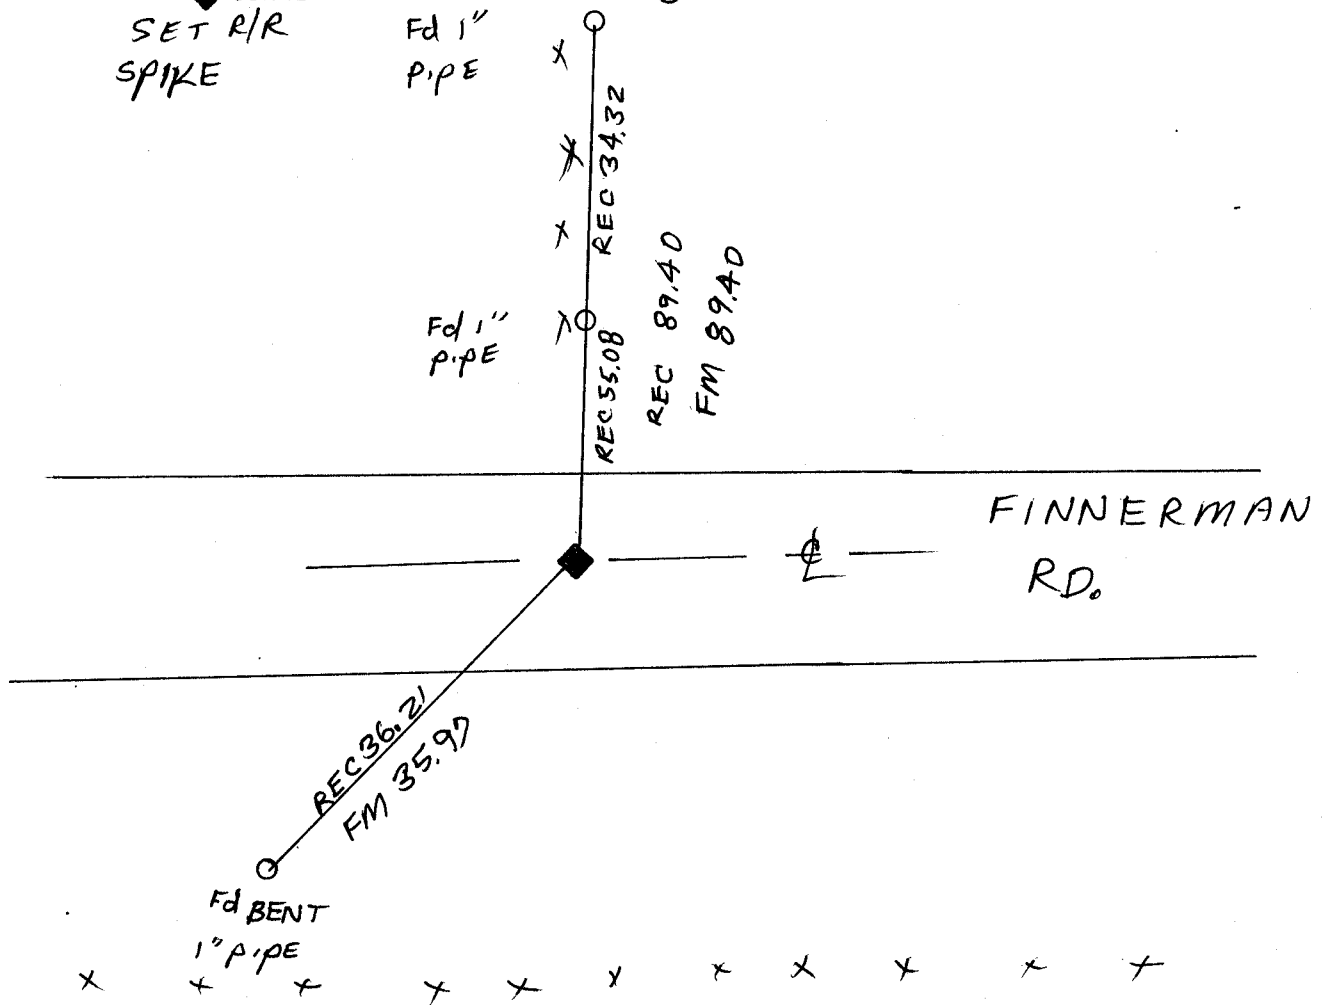 SET R/R
SPIKE
Fd 1"
PIPE
REC 34.32
Fd 1"
PIPE
REC 55.08
REC 89.40
FM 89.40
FINNERMAN
RD.
℄
REC 36.21
FM 35.97
Fd BENT
1" PIPE